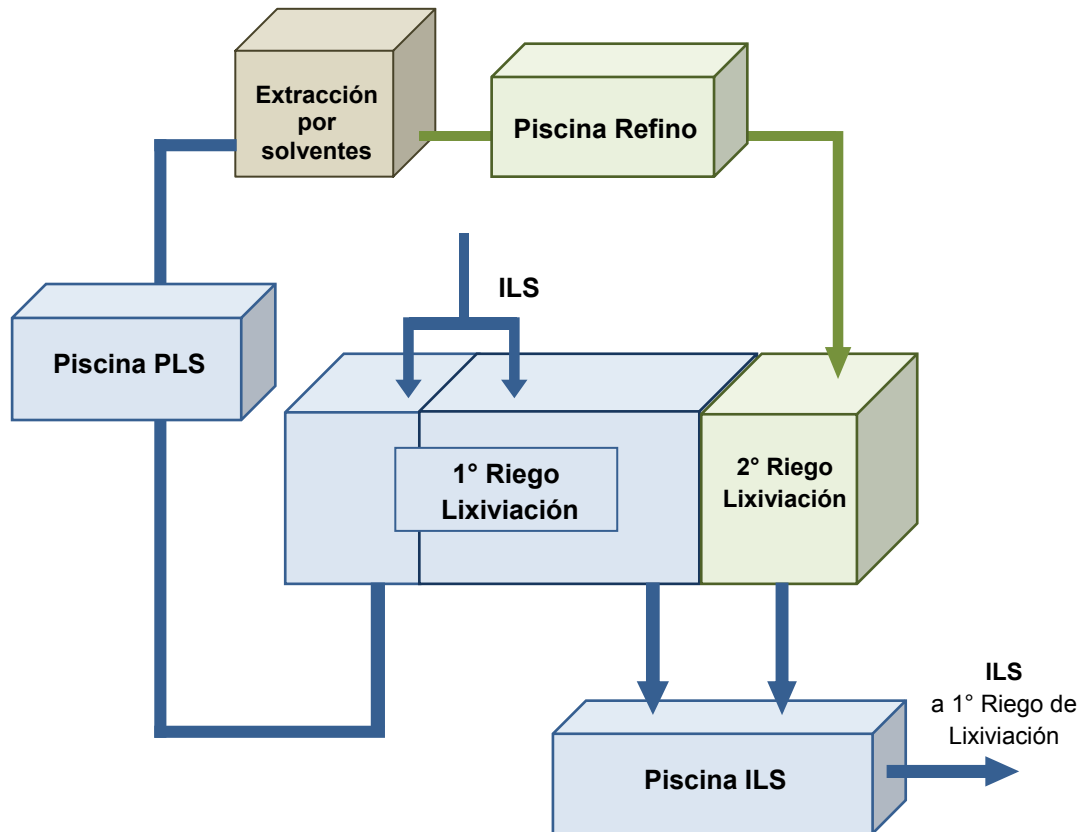 Extracción
por
solventes
Piscina Refino
ILS
Piscina PLS
1° Riego
Lixiviación
2° Riego
Lixiviación
ILS
a 1° Riego de
Lixiviación
Piscina ILS